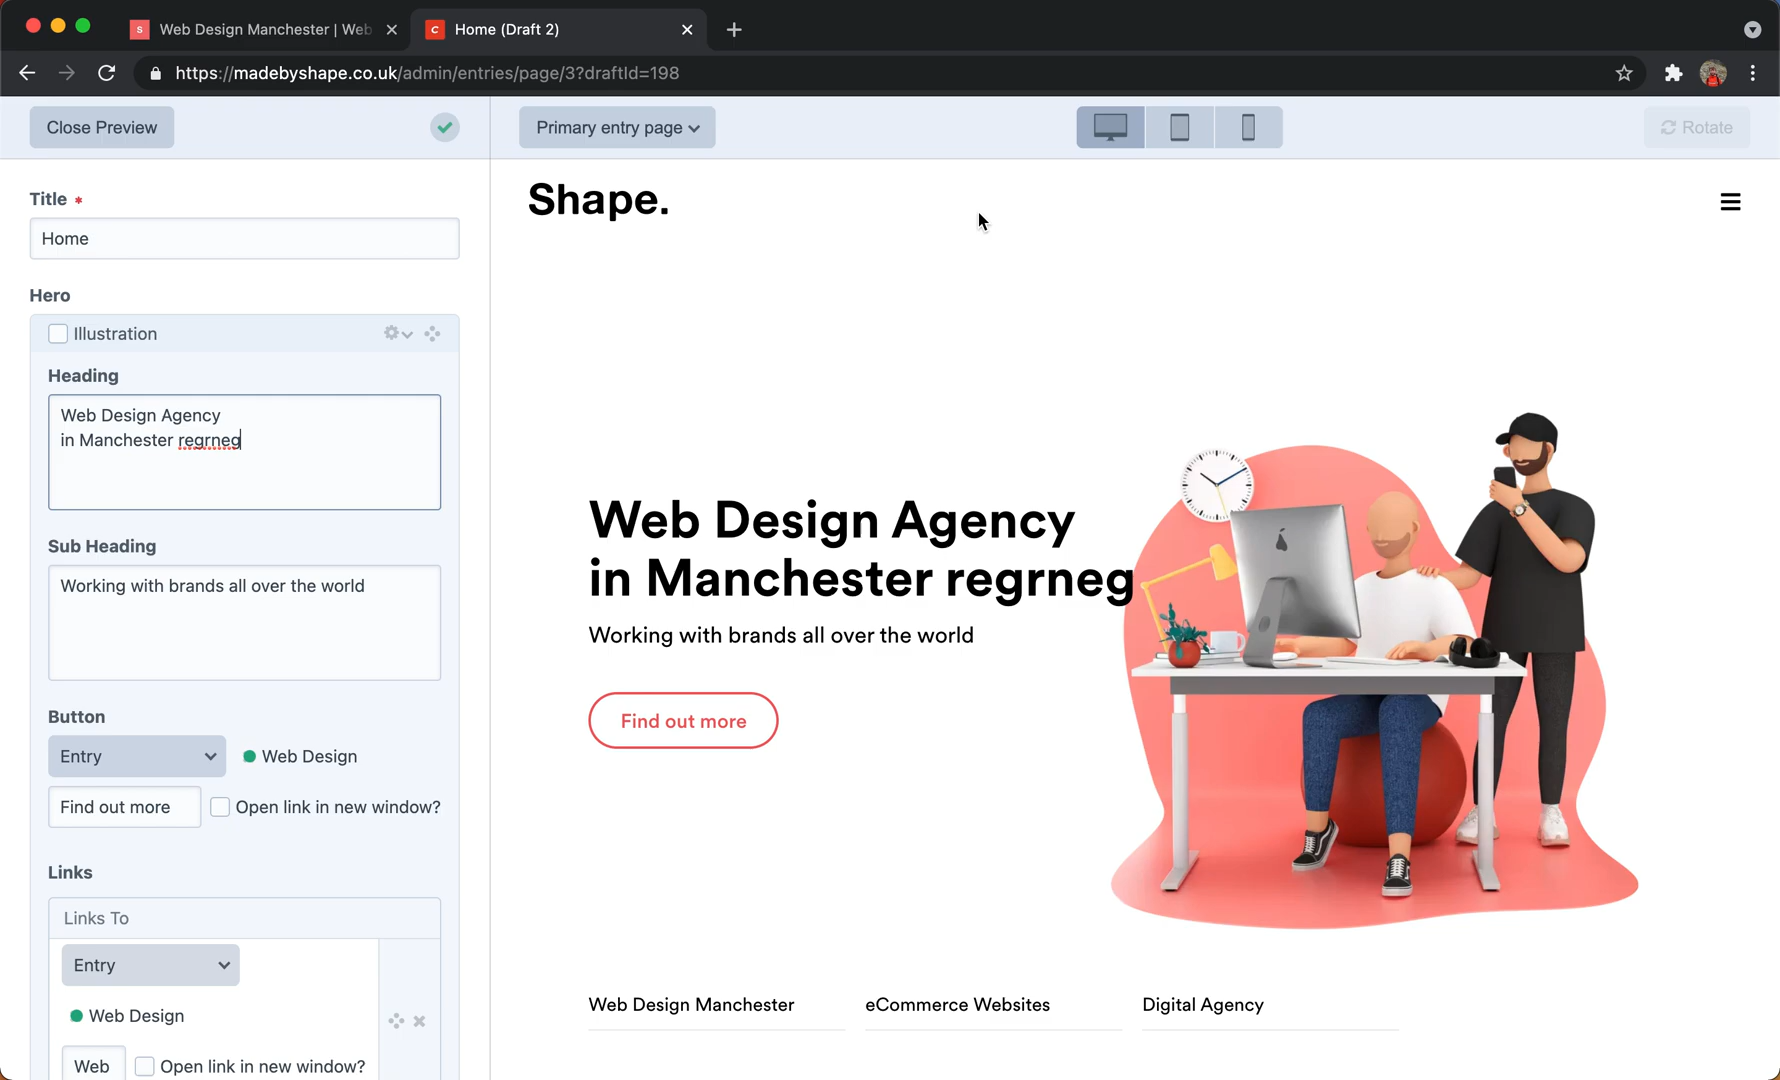 S
Web Design Manchester | Web
Home (Draft 2)
https://madebyshape.co.uk/admin/entries/page/3?draftId=198
Close Preview
Primary entry page
Rotate
Title *
Home
Hero
Illustration
Heading
Web Design Agency
in Manchester regrneg
Sub Heading
Working with brands all over the world
Button
Entry
Web Design
Find out more
Open link in new window?
Links
Links To
Entry
Web Design
Web
Open link in new window?
Shape.
Web Design Agency
in Manchester regrneg
Working with brands all over the world
Find out more
Web Design Manchester
eCommerce Websites
Digital Agency